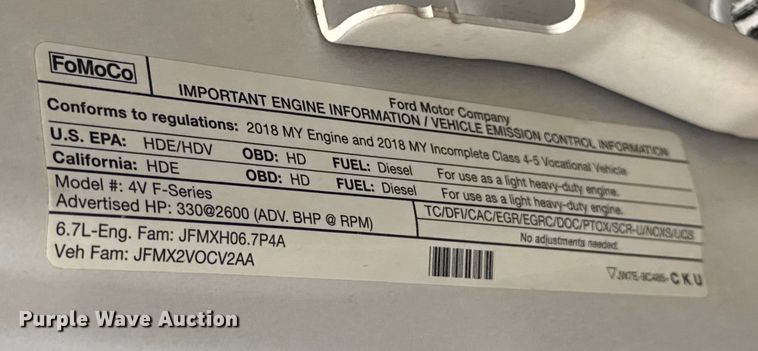 FoMoCo
Ford Motor Company
IMPORTANT ENGINE INFORMATION / VEHICLE EMISSION CONTROL INFORMATION
Conforms to regulations: 2018 MY Engine and 2018 MY Incomplete Class 4-5 Vocational Vehicle
U.S. EPA: HDE/HDV OBD: HD FUEL: Diesel For use as a light heavy-duty engine.
California: HDE OBD: HD FUEL: Diesel For use as a light heavy-duty engine.
Model #: 4V F-Series
Advertised HP: 330@2600 (ADV. BHP @ RPM)
TC/DFI/CAC/EGR/EGRC/DOC/PTOX/SCR-U/NOXS/UCS
No adjustments needed.
6.7L-Eng. Fam: JFMXH06.7P4A
Veh Fam: JFMX2VOCV2AA
JW7E-9C485- CKU
Purple Wave Auction